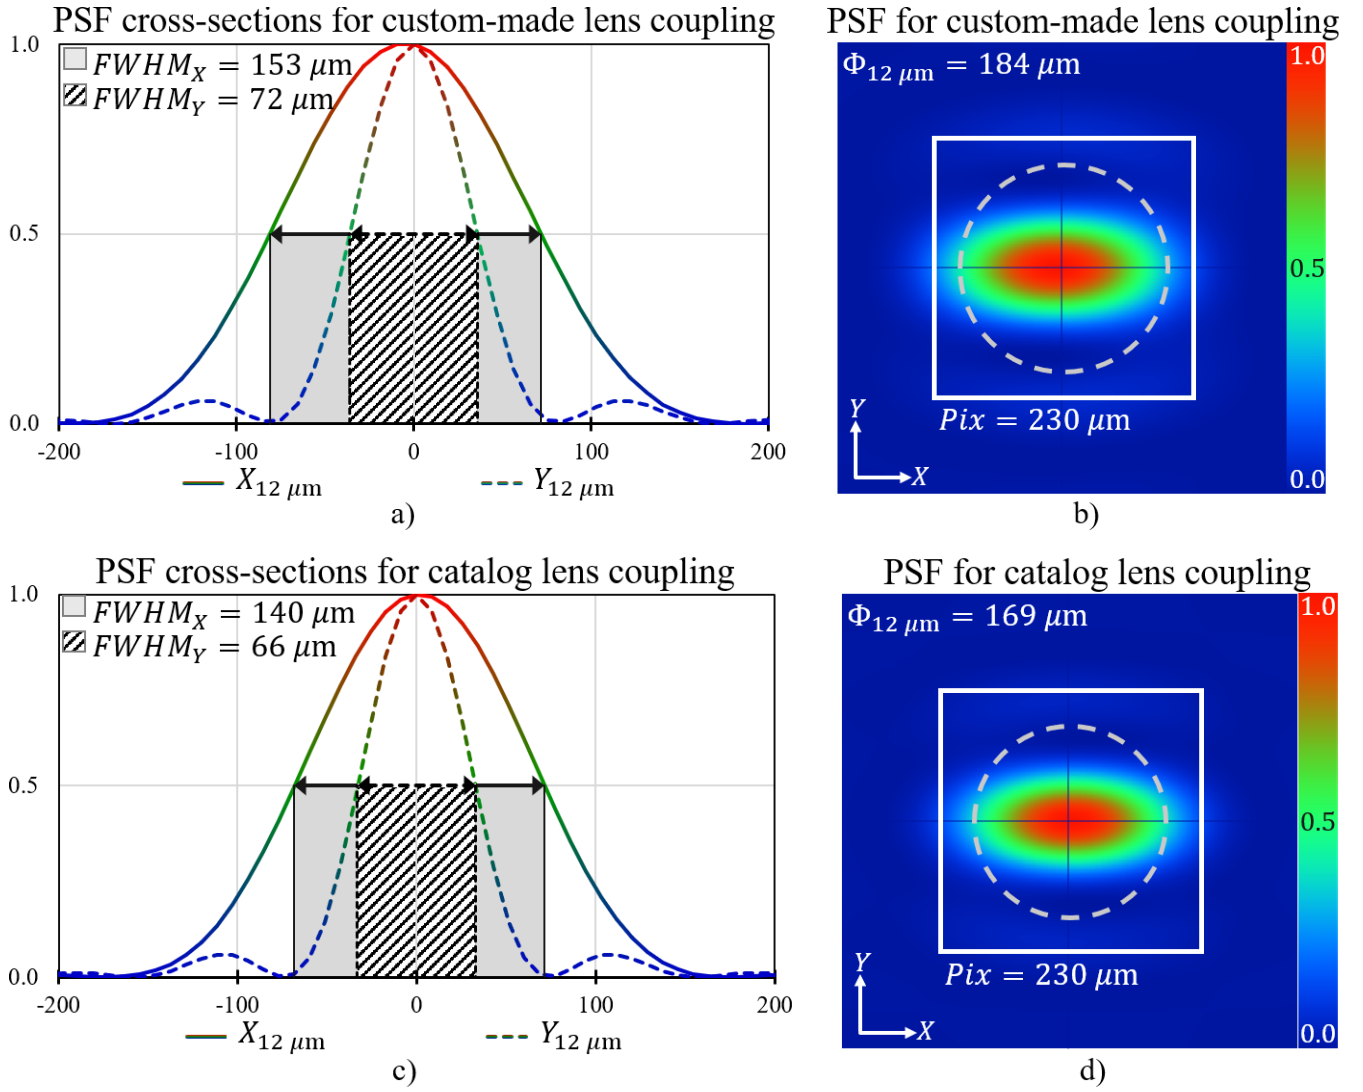 PSF cross-sections for custom-made lens coupling
1.0
FWHM_X = 153 μm
FWHM_Y = 72 μm
0.5
0.0
-200 -100 0 100 200
X_12 μm Y_12 μm
a)
PSF for custom-made lens coupling
Φ_12 μm = 184 μm
1.0
0.5
0.0
Pix = 230 μm
Y
X
b)
PSF cross-sections for catalog lens coupling
1.0
FWHM_X = 140 μm
FWHM_Y = 66 μm
0.5
0.0
-200 -100 0 100 200
X_12 μm Y_12 μm
c)
PSF for catalog lens coupling
Φ_12 μm = 169 μm
1.0
0.5
0.0
Pix = 230 μm
Y
X
d)